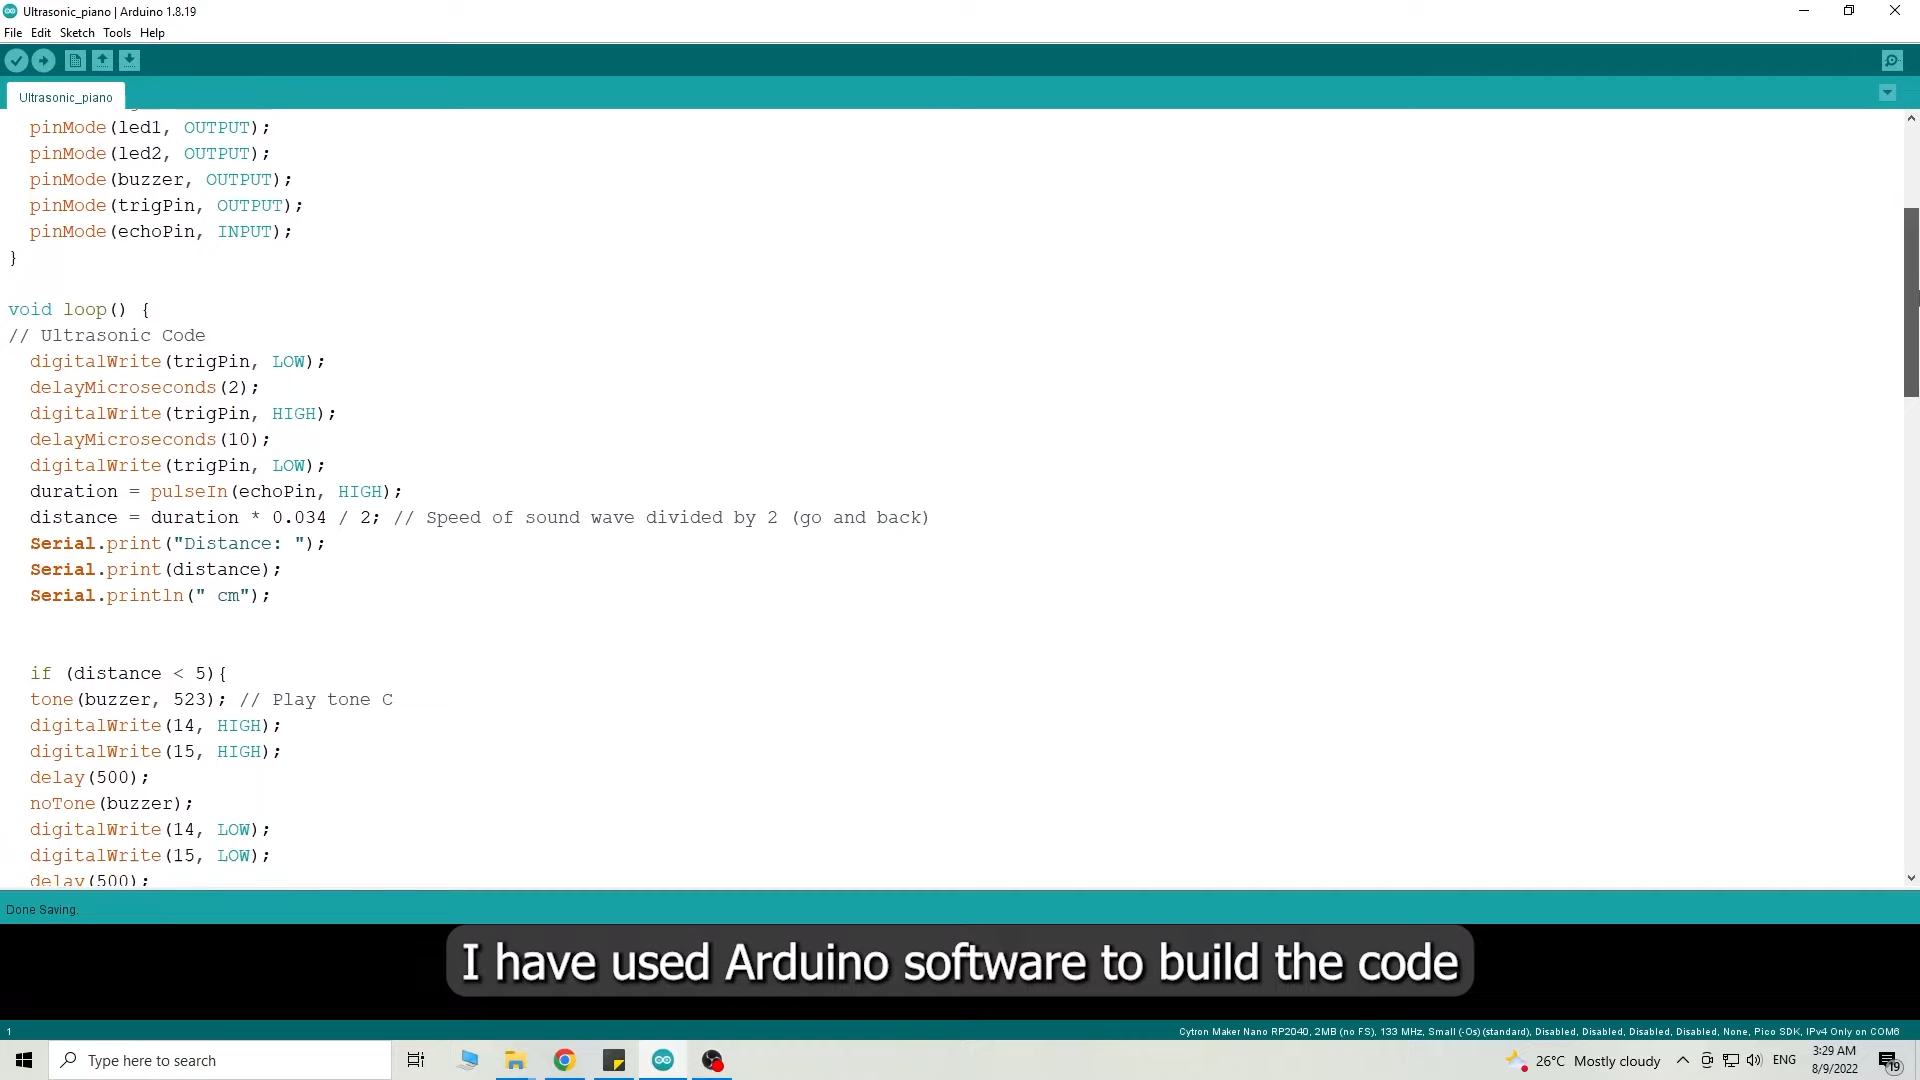 Ultrasonic_piano | Arduino 1.8.19
File Edit Sketch Tools Help
Ultrasonic_piano
pinMode(led1, OUTPUT);
pinMode(led2, OUTPUT);
pinMode(buzzer, OUTPUT);
pinMode(trigPin, OUTPUT);
pinMode(echoPin, INPUT);
}
void loop() {
// Ultrasonic Code
digitalWrite(trigPin, LOW);
delayMicroseconds(2);
digitalWrite(trigPin, HIGH);
delayMicroseconds(10);
digitalWrite(trigPin, LOW);
duration = pulseIn(echoPin, HIGH);
distance = duration * 0.034 / 2; // Speed of sound wave divided by 2 (go and back)
Serial.print("Distance: ");
Serial.print(distance);
Serial.println(" cm");
if (distance < 5){
tone(buzzer, 523); // Play tone C
digitalWrite(14, HIGH);
digitalWrite(15, HIGH);
delay(500);
noTone(buzzer);
digitalWrite(14, LOW);
digitalWrite(15, LOW);
delay(500);
Done Saving.
I have used Arduino software to build the code
1 Cytron Maker Nano RP2040, 2MB (no FS), 133 MHz, Small (-Os) (standard), Disabled, Disabled, Disabled, Disabled, None, Pico SDK, IPv4 Only on COM6
Type here to search 26°C Mostly cloudy ENG 3:29 AM
8/9/2022 19